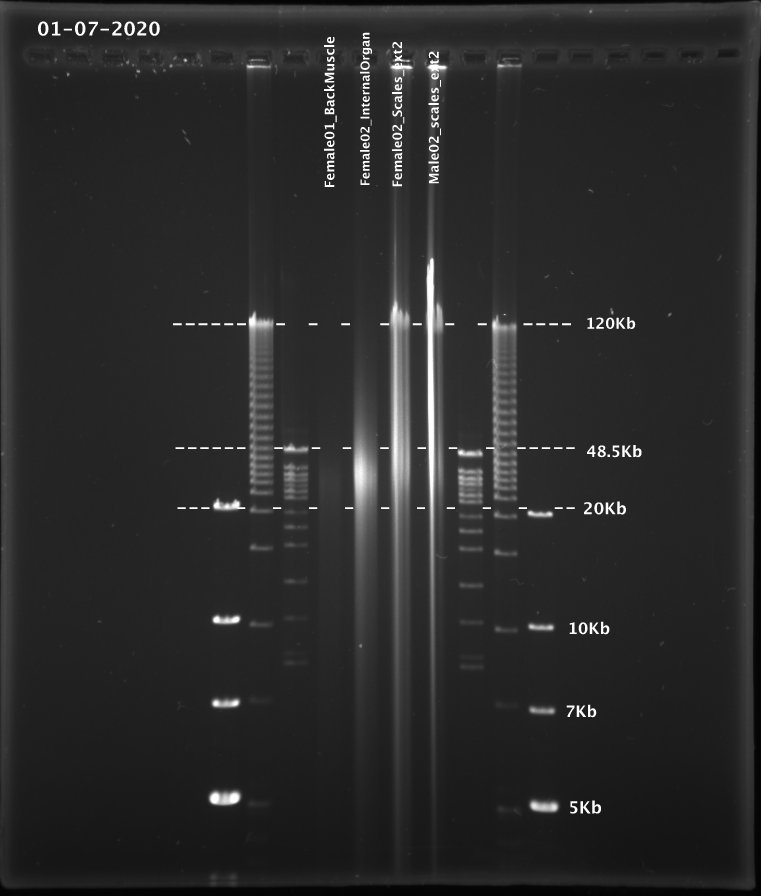 01-07-2020
Female01_BackMuscle
Female02_InternalOrgan
Female02_Scales_ext2
Male02_scales_ext2
120Kb
48.5Kb
20Kb
10Kb
7Kb
5Kb